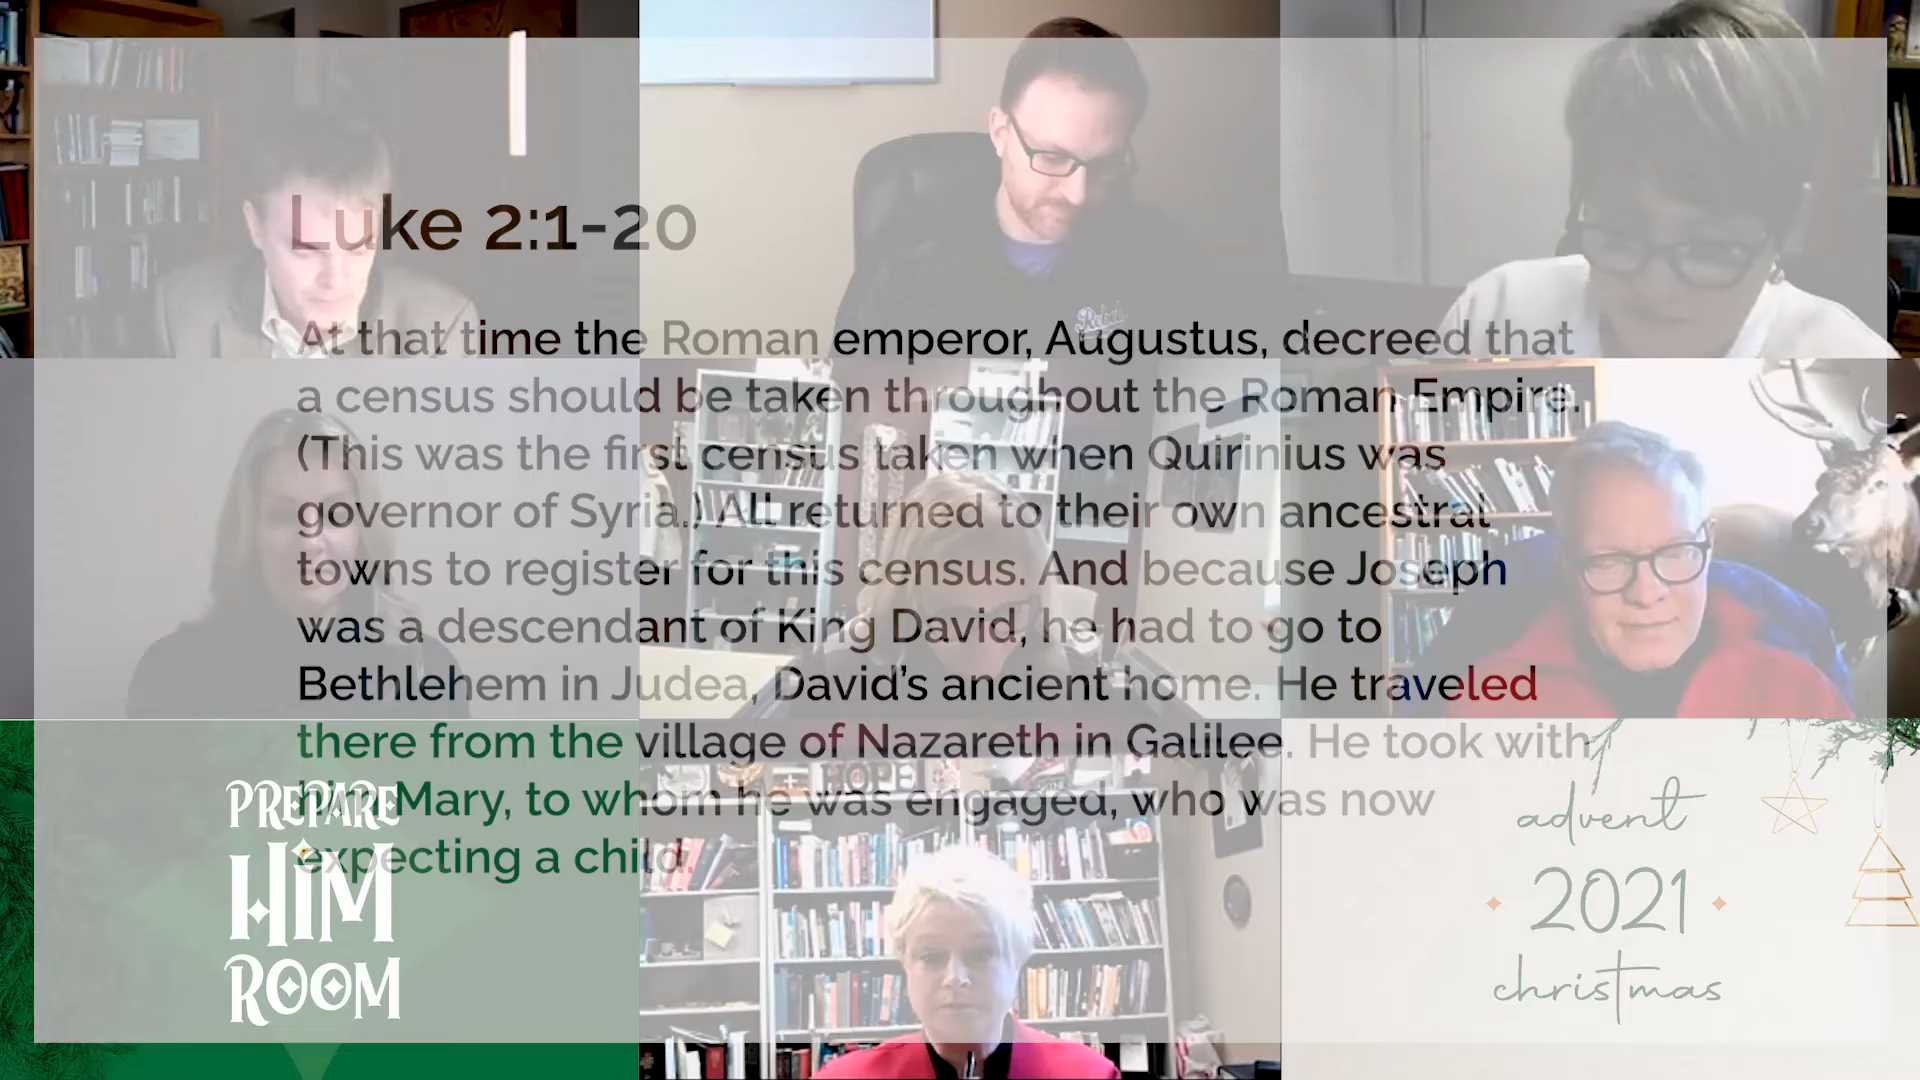 Luke 2:1-20
At that time the Roman emperor, Augustus, decreed that
a census should be taken throughout the Roman Empire.
(This was the first census taken when Quirinius was
governor of Syria.) All returned to their own ancestral
towns to register for this census. And because Joseph
was a descendant of King David, he had to go to
Bethlehem in Judea, David’s ancient home. He traveled
there from the village of Nazareth in Galilee. He took with
him Mary, to whom he was engaged, who was now
expecting a child.
Rebel
HOPE
PREPARE
HIM
ROOM
advent
2021
christmas